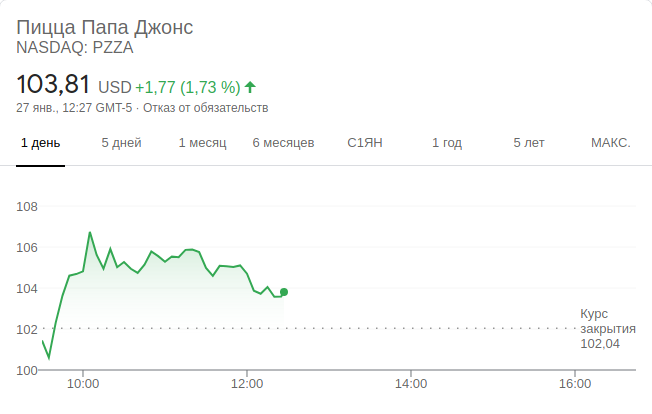 Пицца Папа Джонс
NASDAQ: PZZA
103,81 USD +1,77 (1,73 %)
27 янв., 12:27 GMT-5 · Отказ от обязательств
1 день 5 дней 1 месяц 6 месяцев С1ЯН 1 год 5 лет МАКС.
108
106
104
102
100
Курс
закрытия
102,04
10:00 12:00 14:00 16:00